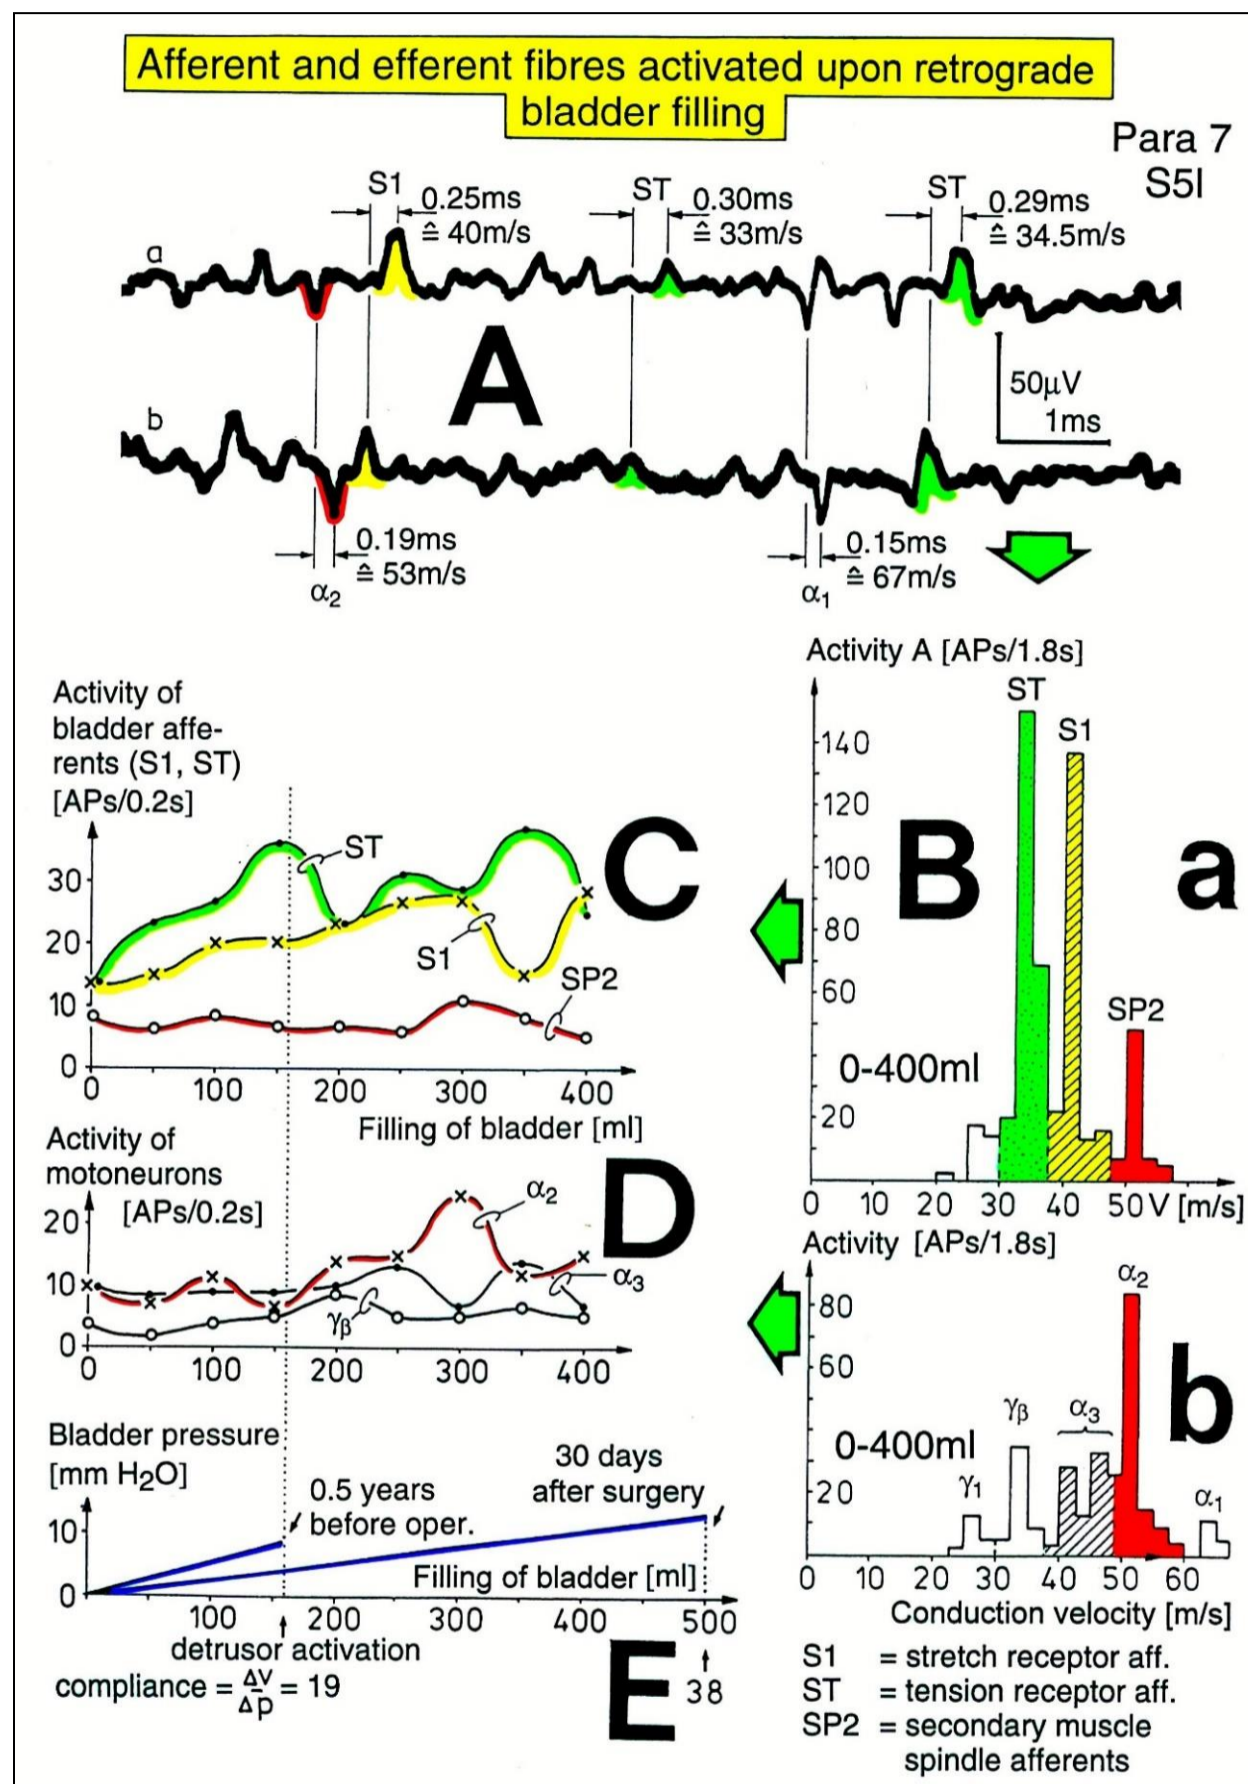 Afferent and efferent fibres activated upon retrograde
bladder filling
Para 7
S5l
S1
0.25ms
≙ 40m/s
ST
0.30ms
≙ 33m/s
ST
0.29ms
≙ 34.5m/s
a
A
50µV
1ms
b
0.19ms
≙ 53m/s
α₂
0.15ms
≙ 67m/s
α₁
Activity A [APs/1.8s]
ST
S1
SP2
140
120
100
80
60
20
B
a
0-400ml
0 10 20 30 40 50 V [m/s]
Activity of
bladder affe-
rents (S1, ST)
[APs/0.2s]
30
20
10
0
ST
S1
SP2
C
0 100 200 300 400
Filling of bladder [ml]
Activity of
motoneurons
[APs/0.2s]
20
10
0
α₂
α₃
γβ
D
0 100 200 300 400
Activity [APs/1.8s]
80
60
20
α₂
γβ
α₃
γ₁
α₁
b
0-400ml
0 10 20 30 40 50 60
Conduction velocity [m/s]
Bladder pressure
[mm H₂O]
10
0
0.5 years
before oper.
30 days
after surgery
Filling of bladder [ml]
100 200 300 400 500
detrusor activation
compliance = ΔV/Δp = 19
E
38
S1 = stretch receptor aff.
ST = tension receptor aff.
SP2 = secondary muscle
spindle afferents